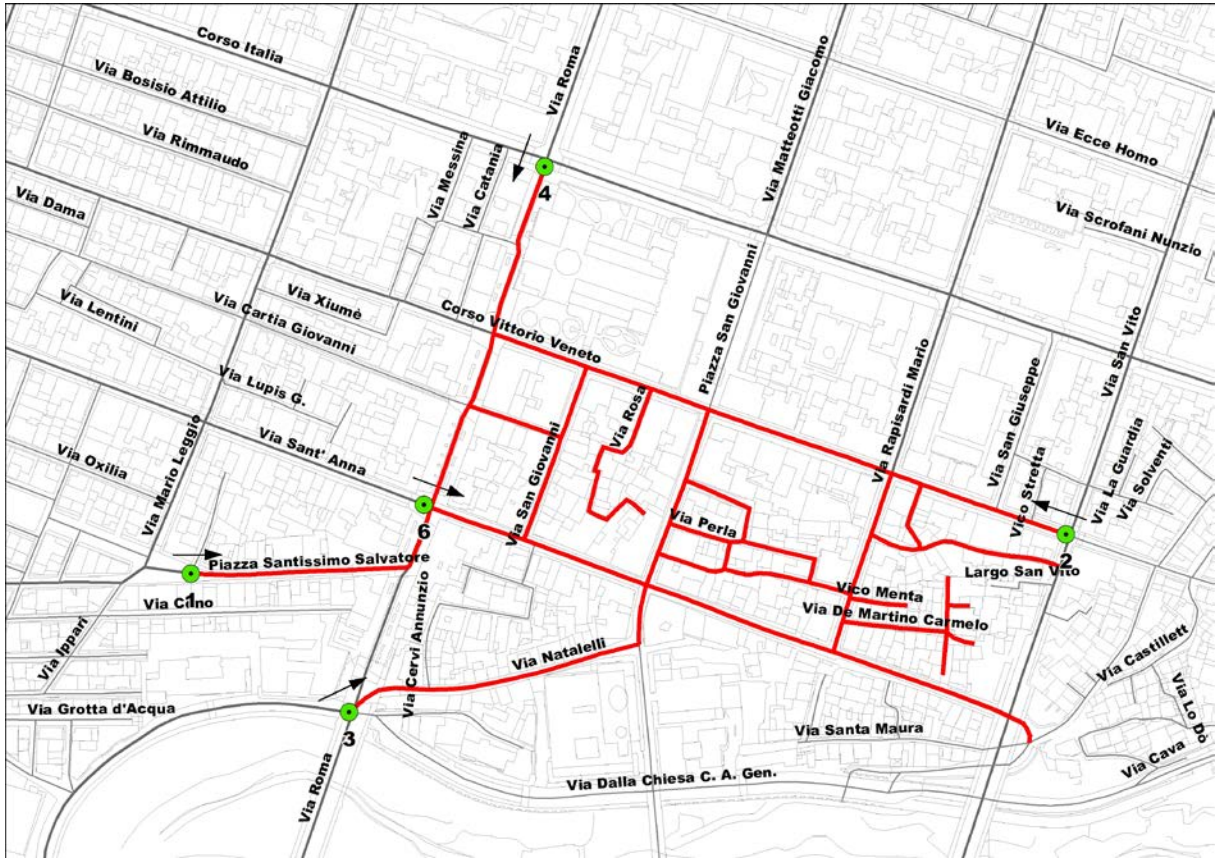 Corso Italia
Via Roma
Via Matteotti Giacomo
Via Bosisio Attilio
Via Rimmaudo
Via Messina
Via Catania
4
Via Ecce Homo
Via Scrofani Nunzio
Via Dama
Via Xiumè
Via Cartia Giovanni
Via Lentini
Corso Vittorio Veneto
Piazza San Giovanni
Via San Vito
Via Rapisardi Mario
Via San Giuseppe
Via Lupis G.
Via Rosa
Via Mario Leggio
Via Sant' Anna
Via Oxilia
Via San Giovanni
Vico Stretta
Via La Guardia
Via Solventi
6
Via Perla
2
Piazza Santissimo Salvatore
1
Largo San Vito
Vico Menta
Via De Martino Carmelo
Via Cervi Annunzio
Via Ippari
Via Natalelli
Via Castillett
Via Grotta d'Acqua
3
Via Santa Maura
Via Lo Dò
Via Roma
Via Dalla Chiesa C. A. Gen.
Via Cava